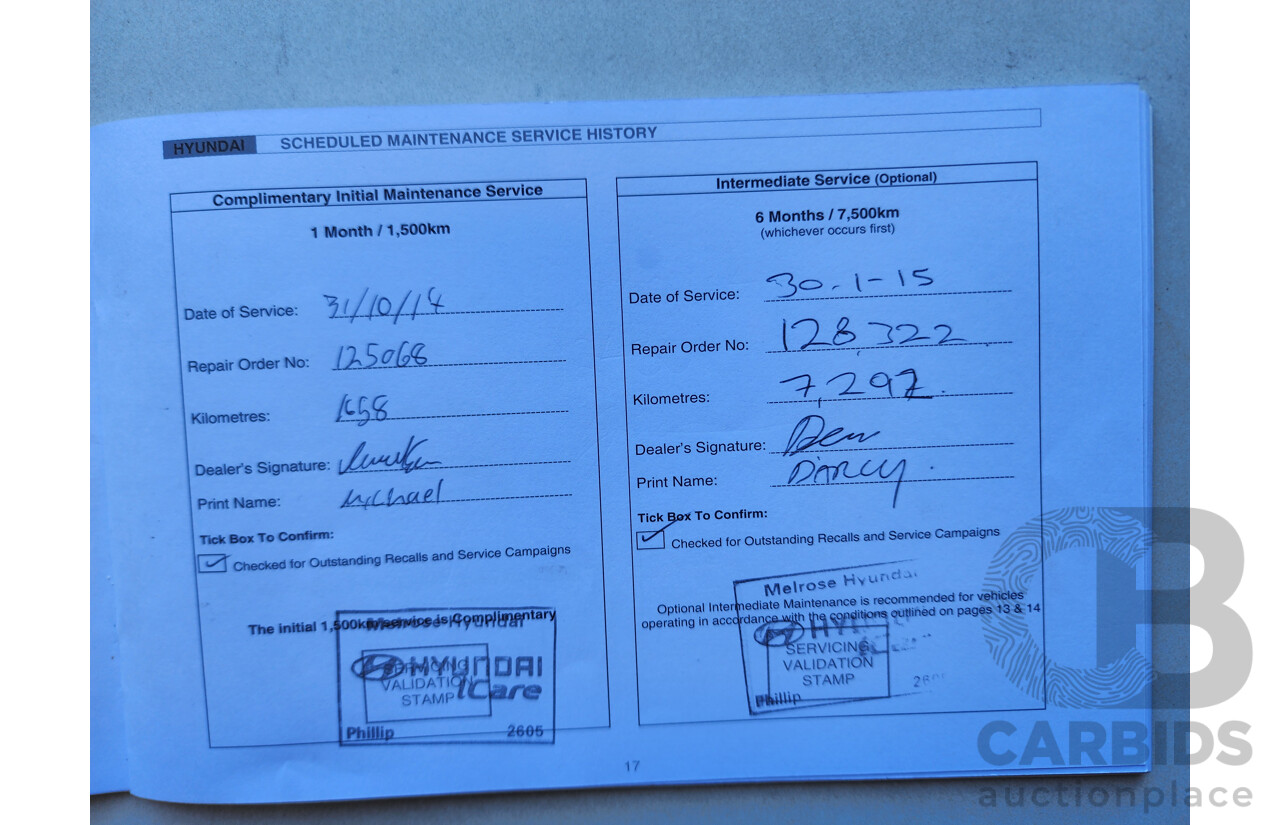 HYUNDAI SCHEDULED MAINTENANCE SERVICE HISTORY
Complimentary Initial Maintenance Service
1 Month / 1,500km
Date of Service: 31/10/14
Repair Order No: 125068
Kilometres: 1658
Dealer's Signature:
Print Name: Michael
Tick Box To Confirm:
Checked for Outstanding Recalls and Service Campaigns
The initial 1,500km service is Complimentary
Melrose Hyundai
HYUNDAI
iCare
SERVICING
VALIDATION
STAMP
Phillip 2605
Intermediate Service (Optional)
6 Months / 7,500km
(whichever occurs first)
Date of Service: 30-1-15
Repair Order No: 128,322
Kilometres: 7,297
Dealer's Signature:
Print Name: DARCY.
Tick Box To Confirm:
Checked for Outstanding Recalls and Service Campaigns
Melrose Hyundai
Optional Intermediate Maintenance is recommended for vehicles
operating in accordance with the conditions outlined on pages 13 & 14
SERVICING
VALIDATION
STAMP
Phillip
17
CARBIDS
auctionplace